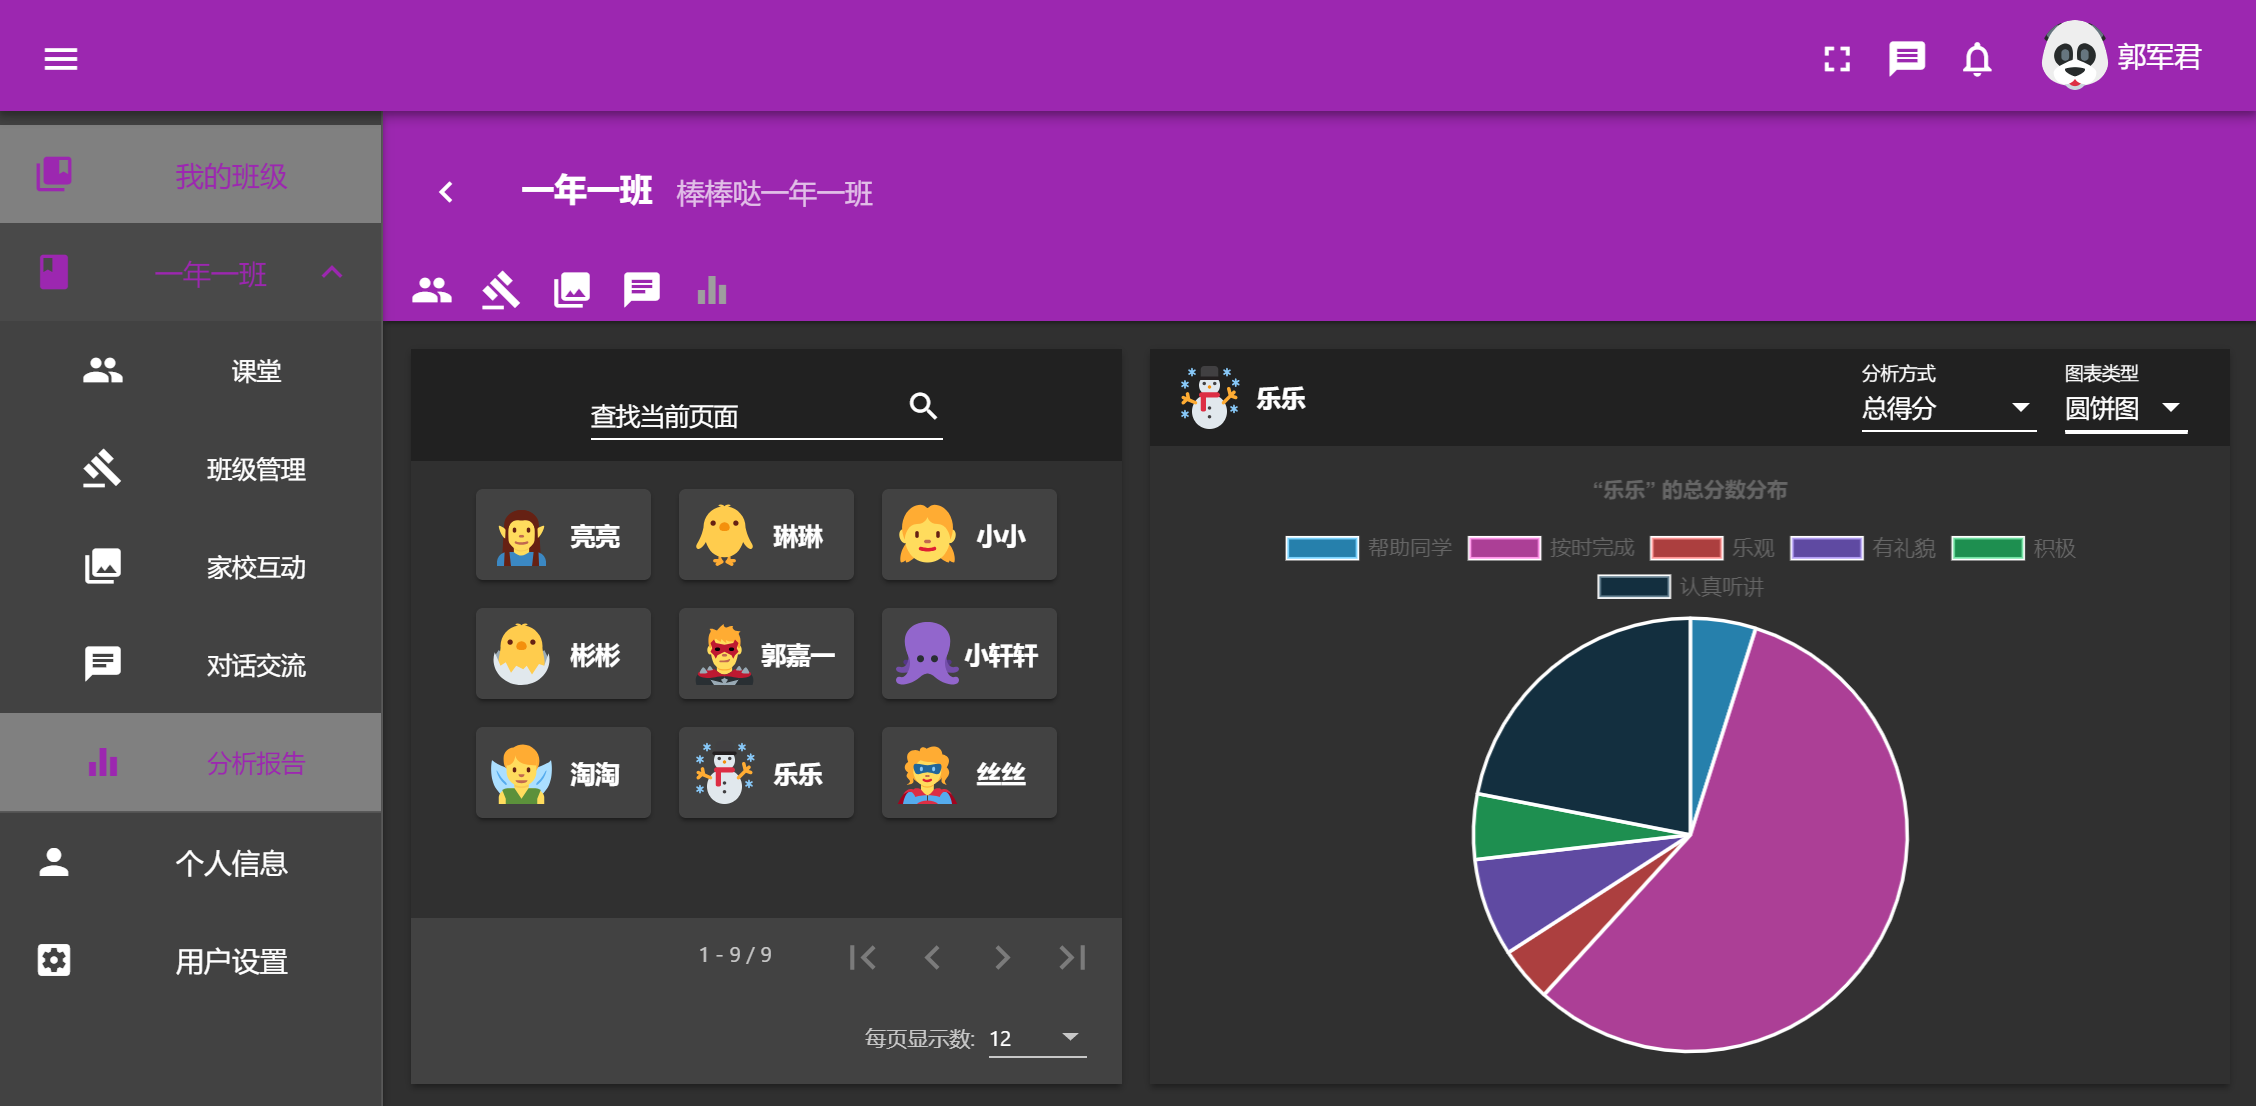 郭军君
我的班级
一年一班
课堂
班级管理
家校互动
对话交流
分析报告
个人信息
用户设置
一年一班 棒棒哒一年一班
查找当前页面
亮亮 琳琳 小小
彬彬 郭嘉一 小轩轩
淘淘 乐乐 丝丝
1 - 9 / 9
每页显示数: 12
乐乐
分析方式
总得分
图表类型
圆饼图
“乐乐” 的总分数分布
帮助同学 按时完成 乐观 有礼貌 积极
认真听讲